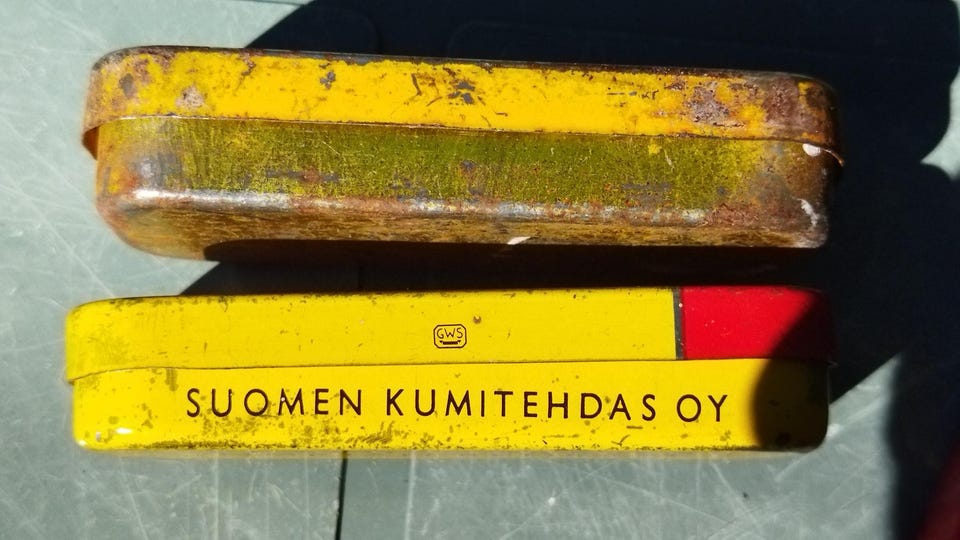 GWS
SUOMEN KUMITEHDAS OY